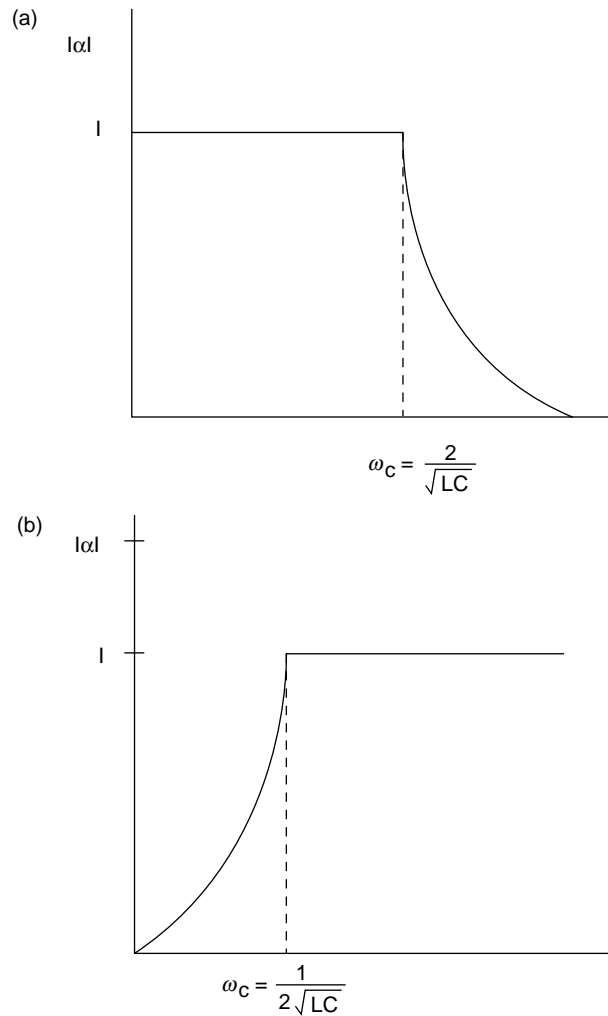 (a)
|α|
I
ω_c = 2/√LC
(b)
|α|
I
ω_c = 1/2√LC